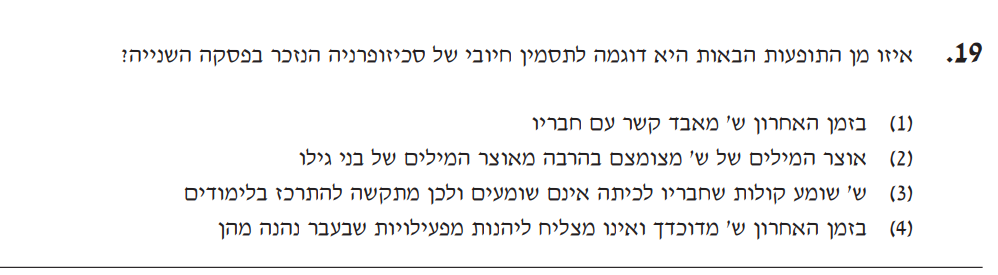 19. איזו מן התופעות הבאות היא דוגמה לתסמין חיובי של סכיזופרניה הנזכר בפסקה השנייה?
(1) בזמן האחרון ש' מאבד קשר עם חבריו
(2) אוצר המילים של ש' מצומצם בהרבה מאוצר המילים של בני גילו
(3) ש' שומע קולות שחבריו לכיתה אינם שומעים ולכן מתקשה להתרכז בלימודים
(4) בזמן האחרון ש' מדוכדך ואינו מצליח ליהנות מפעילויות שבעבר נהנה מהן